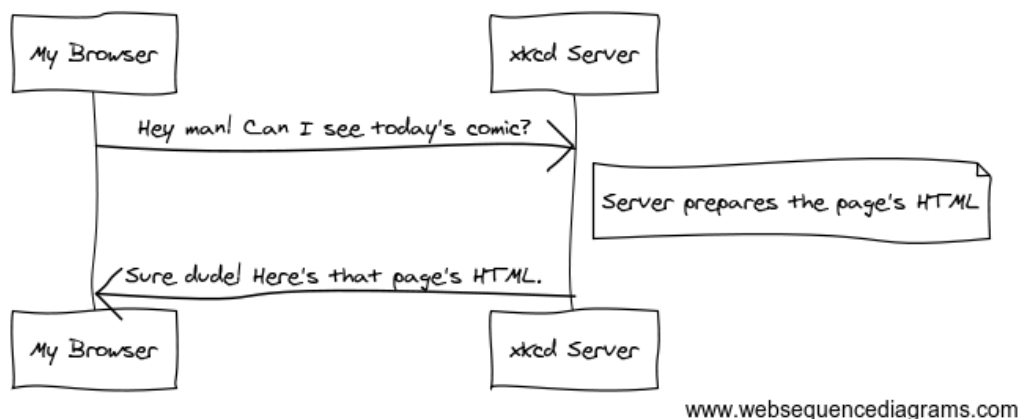 My Browser
xkcd Server
Hey man! Can I see today's comic?
Server prepares the page's HTML
Sure dude! Here's that page's HTML.
My Browser
xkcd Server
www.websequencediagrams.com